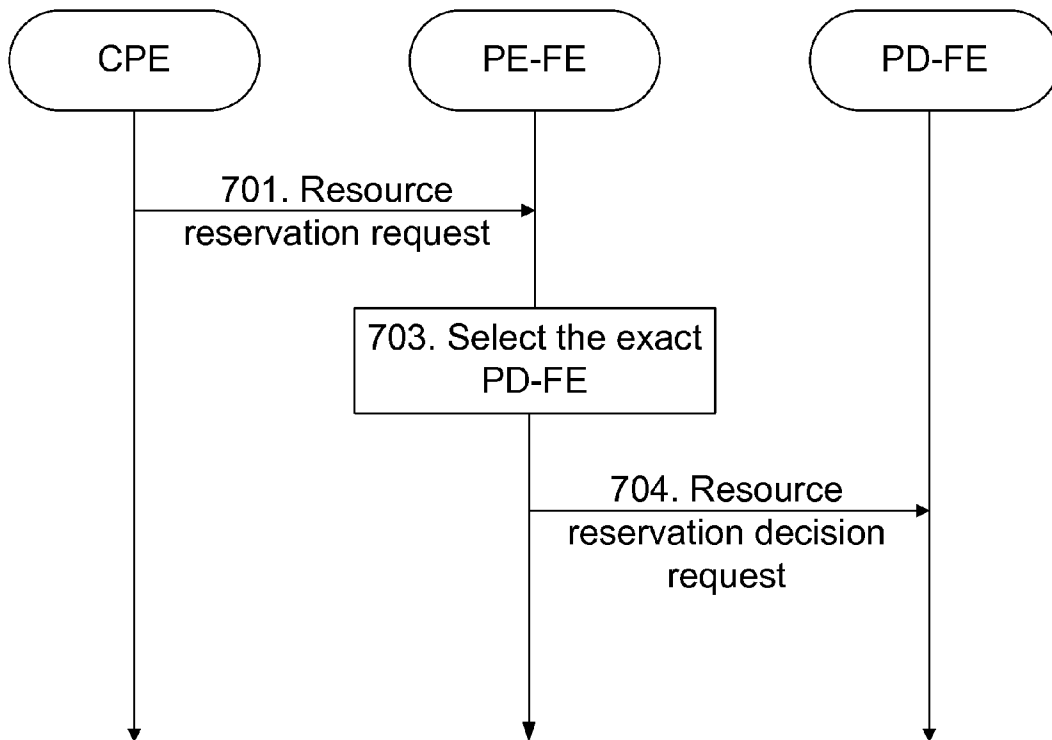 CPE
PE-FE
PD-FE
701. Resource
reservation request
703. Select the exact
PD-FE
704. Resource
reservation decision
request